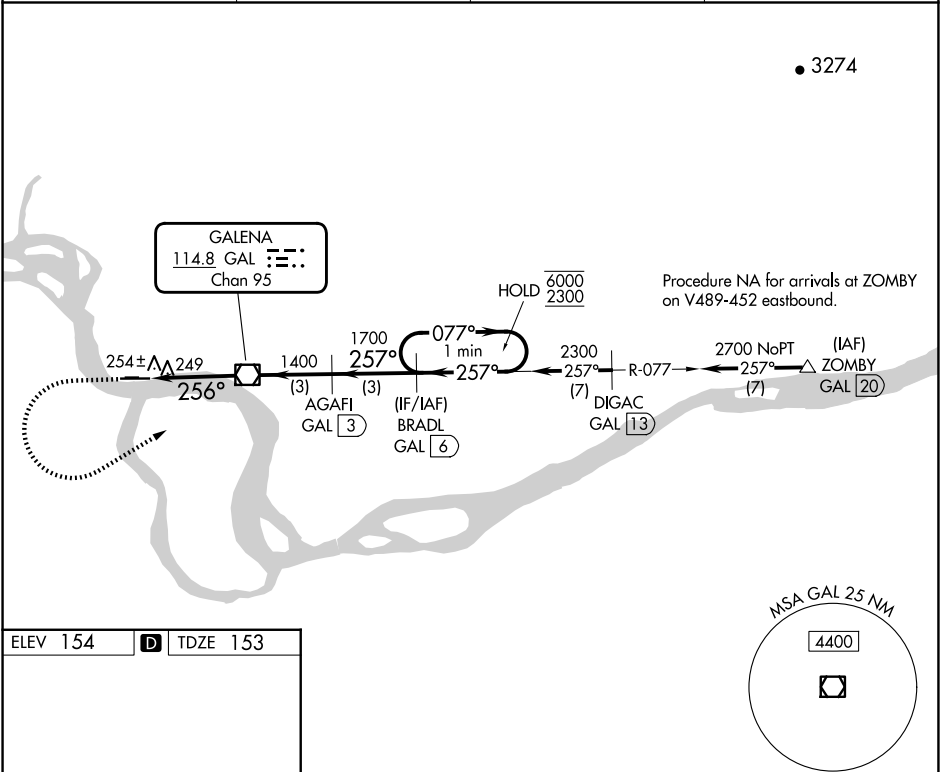 3274
GALENA
114.8 GAL
Chan 95
HOLD 6000
2300
Procedure NA for arrivals at ZOMBY
on V489-452 eastbound.
077°
1 min
257°
1700
257°
(3)
1400
(3)
254± 249
256°
2300
257°
(7)
R-077
2700 NoPT
257°
(7)
(IAF)
ZOMBY
GAL 20
DIGAC
GAL 13
AGAFI
GAL 3
(IF/IAF)
BRADL
GAL 6
MSA GAL 25 NM
4400
ELEV 154 D TDZE 153